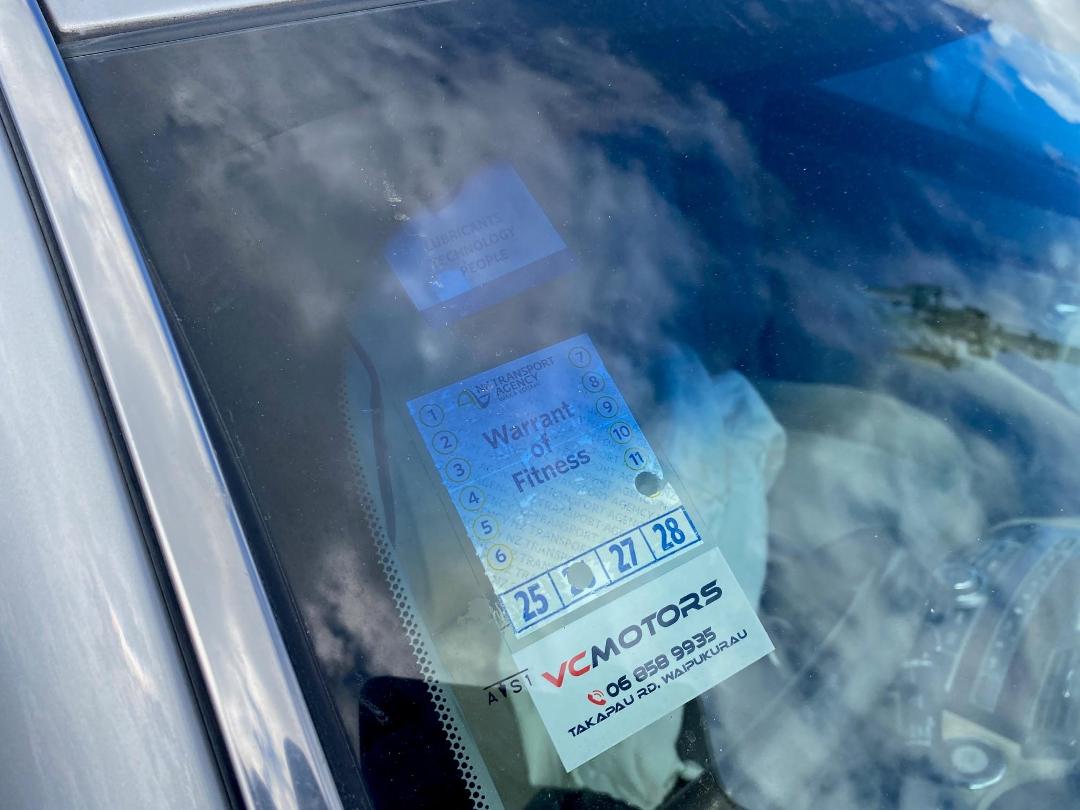 LUBRICANTS
TECHNOLOGY
PEOPLE
NZ TRANSPORT
AGENCY
WAKA KOTAHI
Warrant
of
Fitness
1
2
3
4
5
6
7
8
9
10
11
25 27 28
VCMOTORS
06 858 9935
TAKAPAU RD, WAIPUKURAU